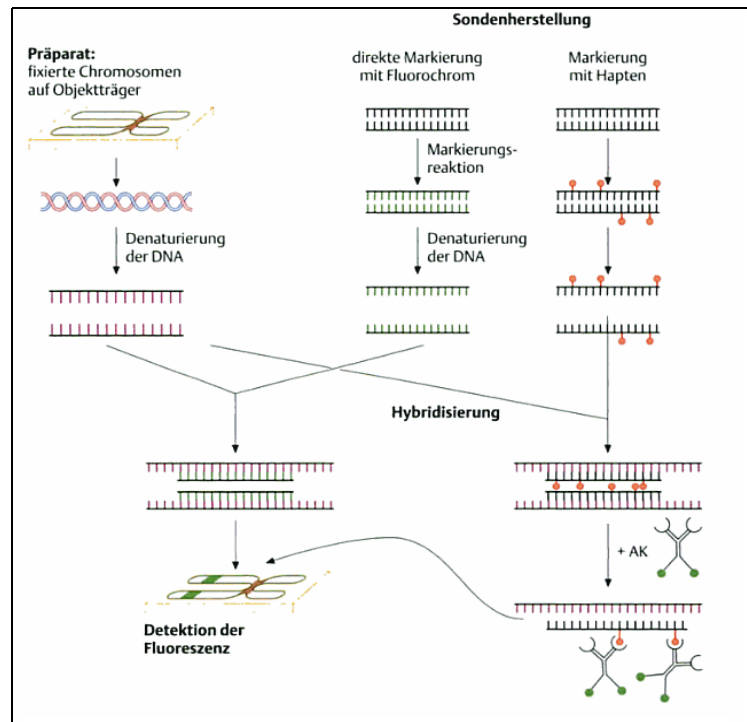 Sondenherstellung
Präparat:
fixierte Chromosomen
auf Objektträger
direkte Markierung
mit Fluorochrom
Markierung
mit Hapten
Markierungs-
reaktion
Denaturierung
der DNA
Denaturierung
der DNA
Hybridisierung
+ AK
Detektion der
Fluoreszenz